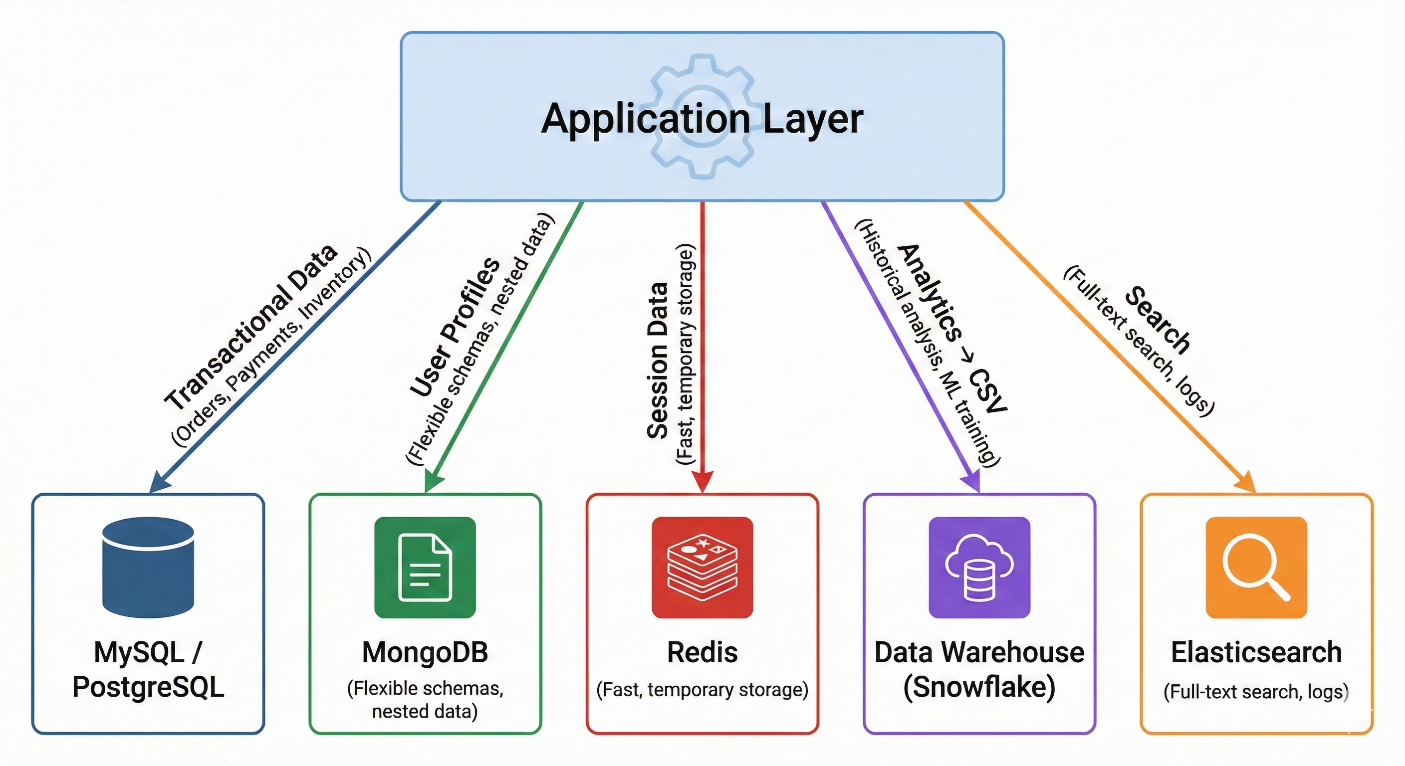 Application Layer
Transactional Data
(Orders, Payments, Inventory)
User Profiles
(Flexible schemas, nested data)
Session Data
(Fast, temporary storage)
Analytics → CSV
(Historical analysis, ML training)
Search
(Full-text search, logs)
MySQL /
PostgreSQL
MongoDB
(Flexible schemas,
nested data)
Redis
(Fast, temporary storage)
Data Warehouse
(Snowflake)
Elasticsearch
(Full-text search, logs)